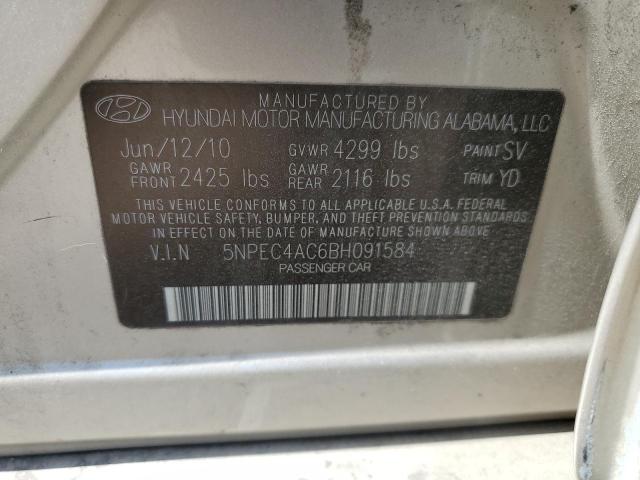 MANUFACTURED BY
HYUNDAI MOTOR MANUFACTURING ALABAMA, LLC
Jun/12/10 GVWR 4299 lbs PAINT SV
GAWR FRONT 2425 lbs GAWR REAR 2116 lbs TRIM YD
THIS VEHICLE CONFORMS TO ALL APPLICABLE U.S.A. FEDERAL
MOTOR VEHICLE SAFETY, BUMPER, AND THEFT PREVENTION
STANDARDS IN EFFECT ON THE DATE OF MANUFACTURE SHOWN ABOVE.
V.I.N 5NPEC4AC6BH091584
PASSENGER CAR